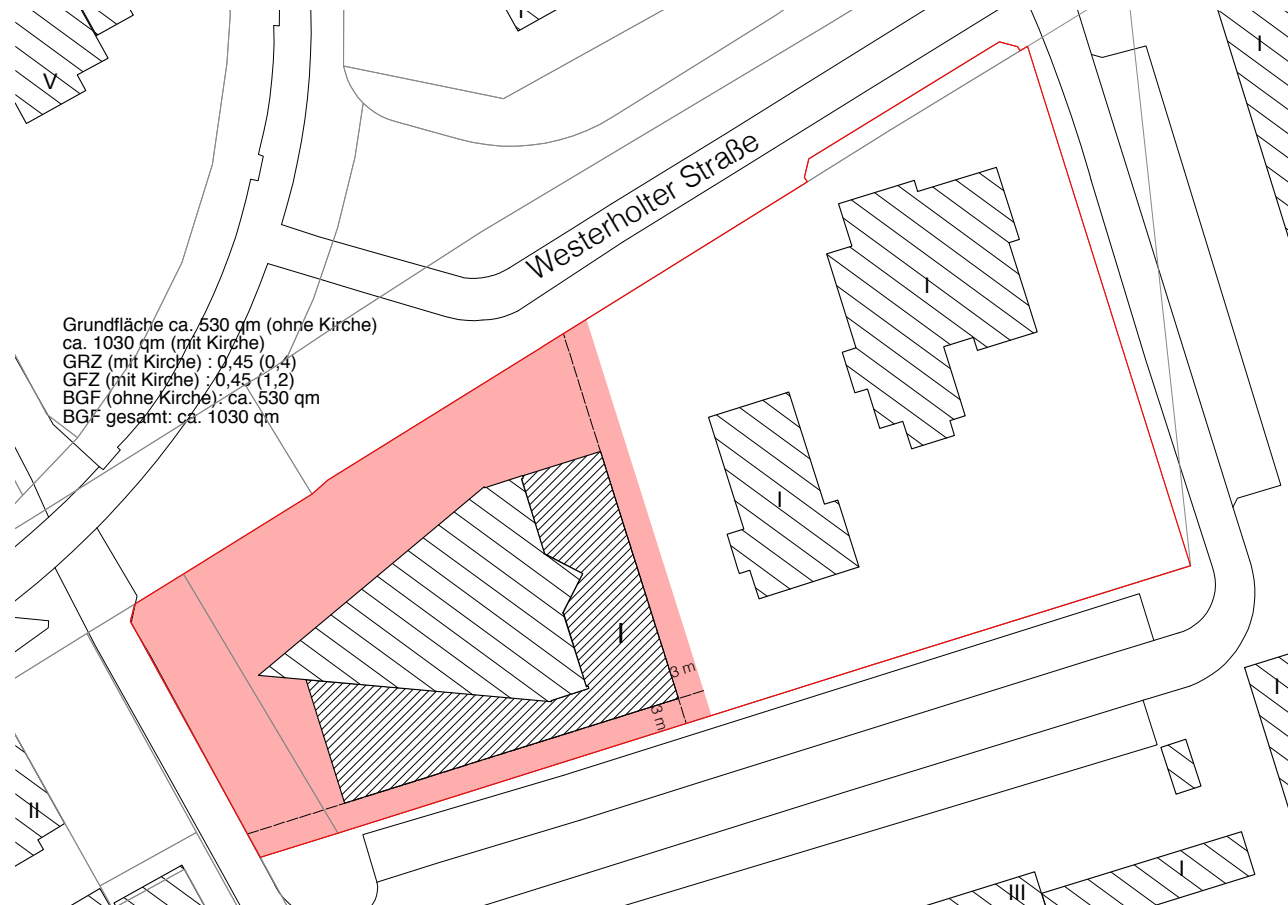 V
I
Westerholter Straße
I
Grundfläche ca. 530 qm (ohne Kirche)
ca. 1030 qm (mit Kirche)
GRZ (mit Kirche) : 0,45 (0,4)
GFZ (mit Kirche) : 0,45 (1,2)
BGF (ohne Kirche): ca. 530 qm
BGF gesamt: ca. 1030 qm
I
I
3 m
3 m
I
II
I
III